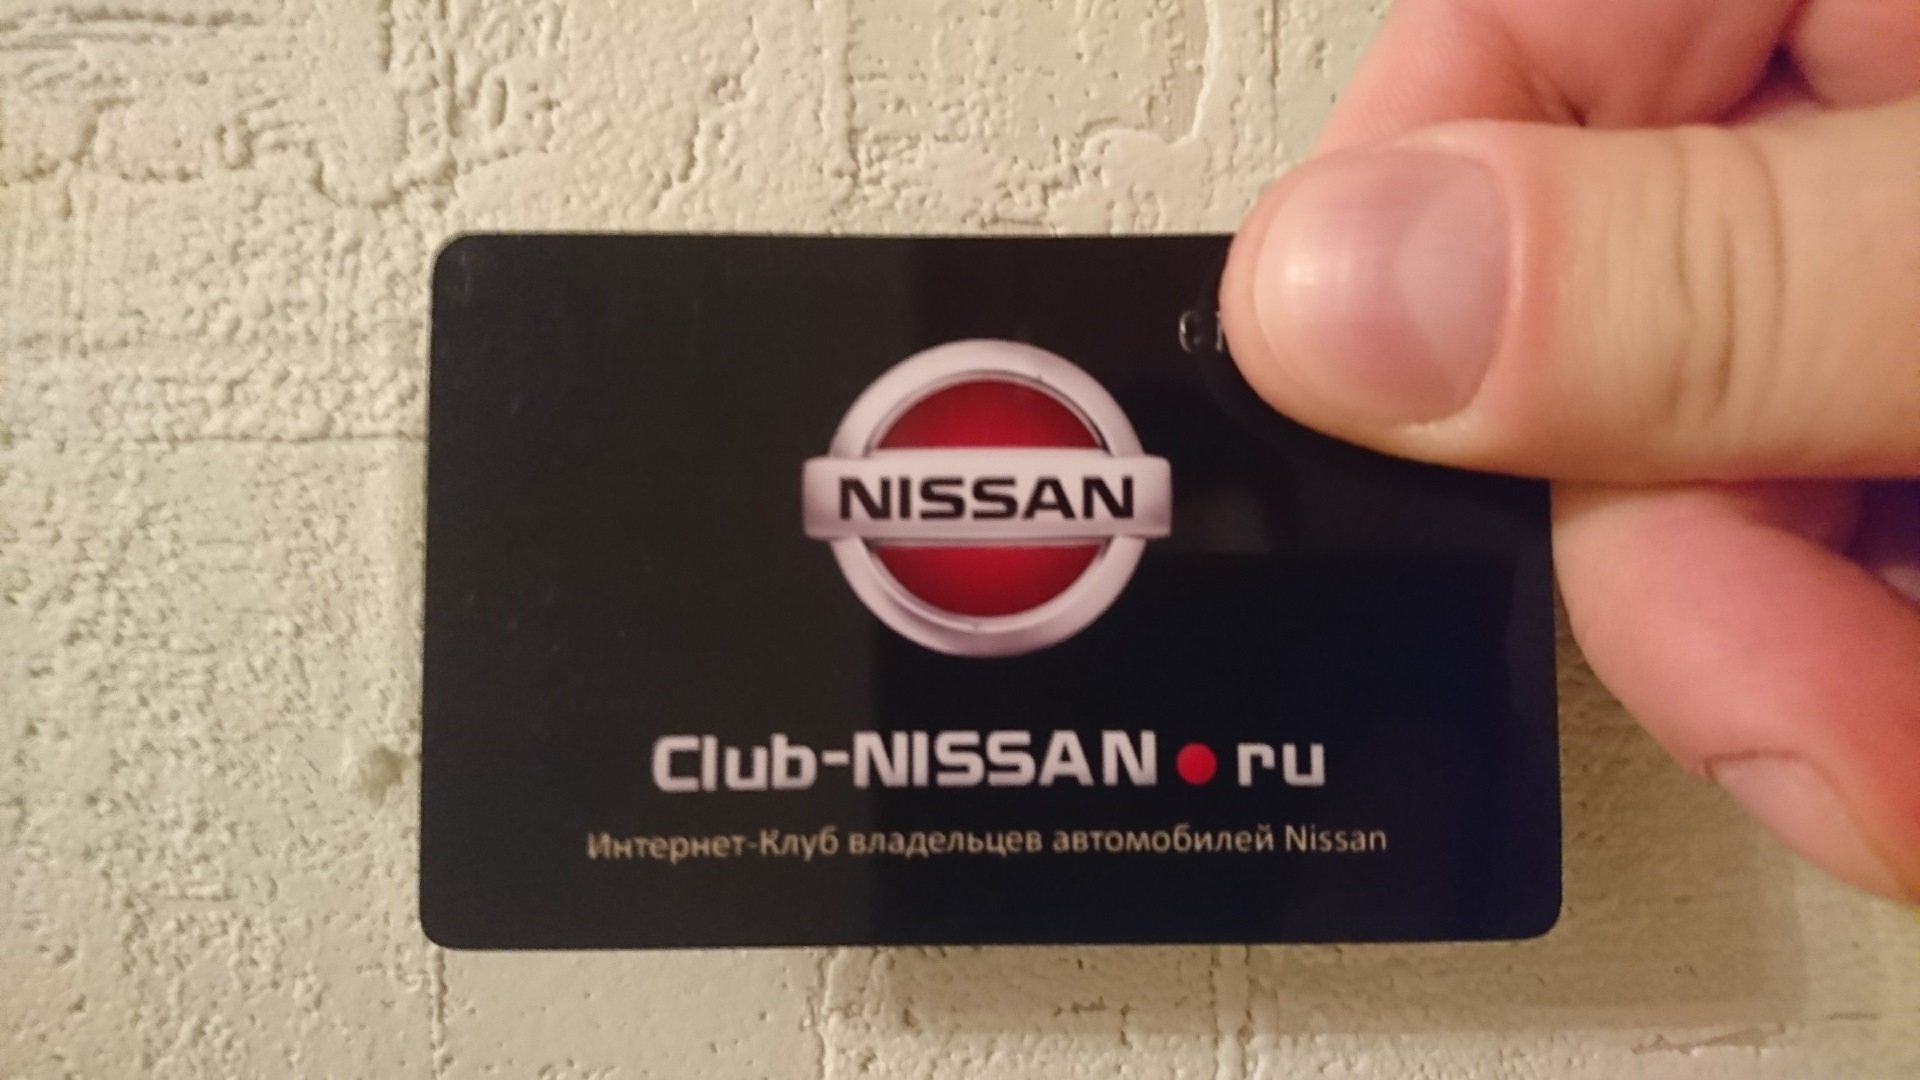 NISSAN
Club-NISSAN.ru
Интернет-Клуб владельцев автомобилей Nissan